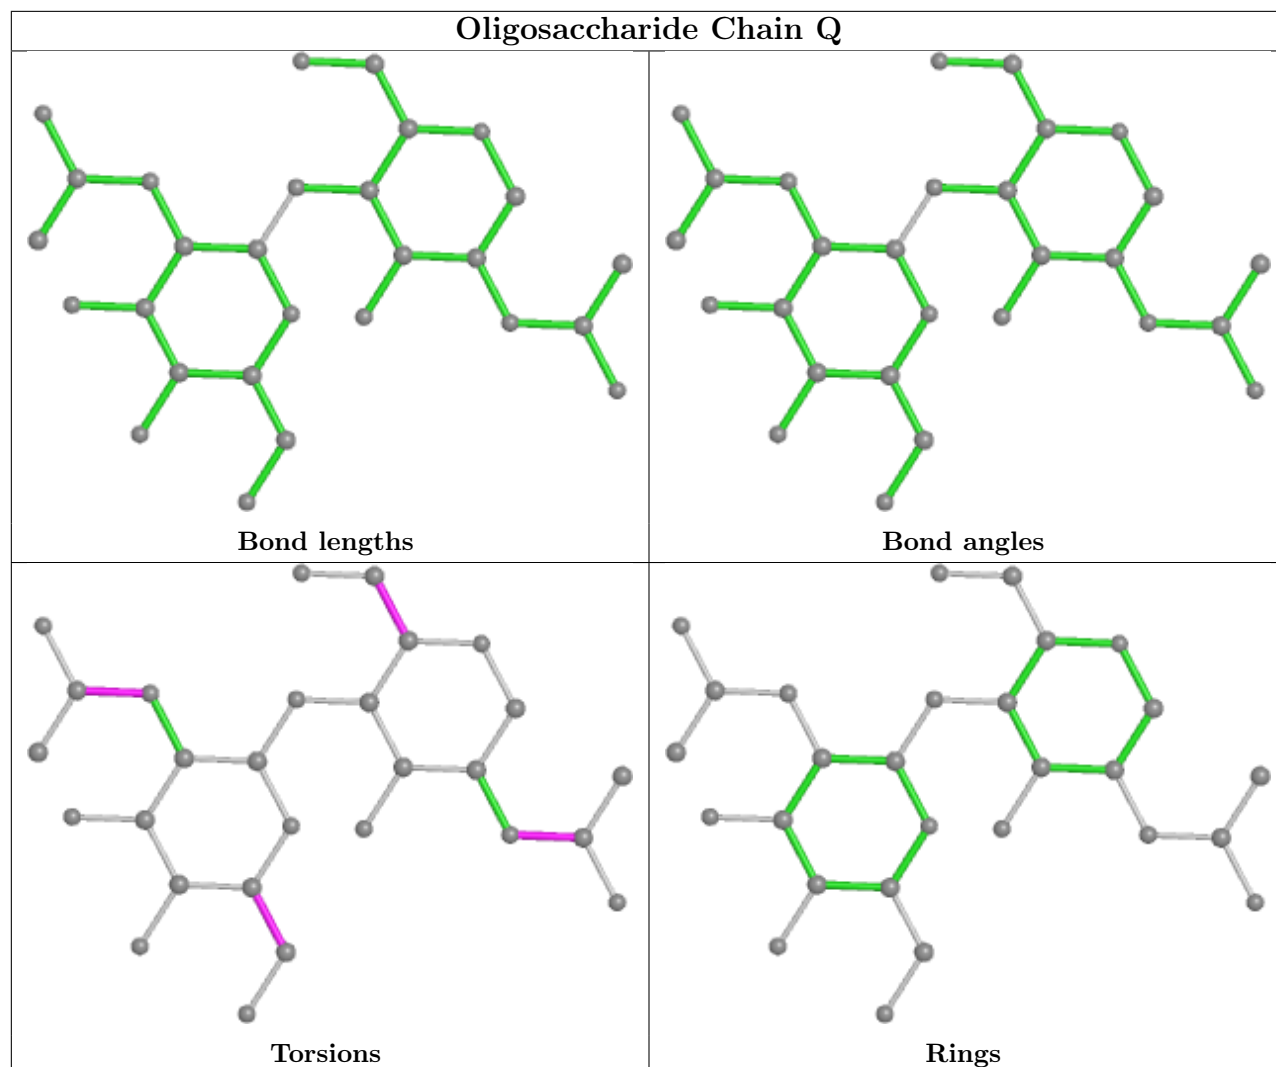 Oligosaccharide Chain Q
Bond lengths
Bond angles
Torsions
Rings